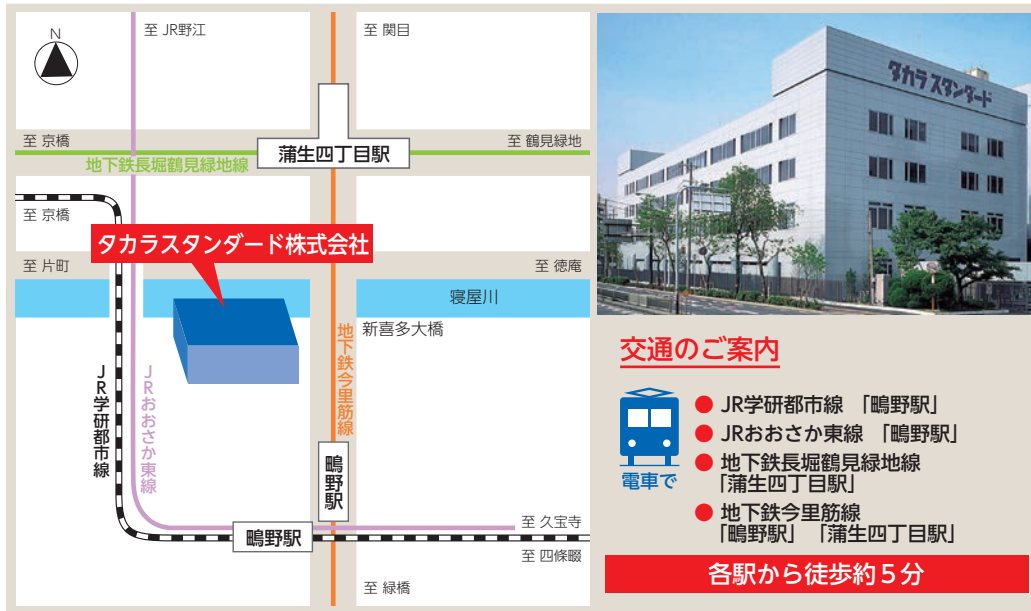 N
至 JR野江
至 関目
至 京橋
蒲生四丁目駅
至 鶴見緑地
地下鉄長堀鶴見緑地線
至 京橋
タカラスタンダード株式会社
至 片町
至 徳庵
寝屋川
新喜多大橋
地下鉄今里筋線
JR学研都市線
JRおおさか東線
鴫野駅
至 久宝寺
鴫野駅
至 四條畷
至 緑橋
タカラスタンダード
交通のご案内
電車で
● JR学研都市線 「鴫野駅」
● JRおおさか東線 「鴫野駅」
● 地下鉄長堀鶴見緑地線
「蒲生四丁目駅」
● 地下鉄今里筋線
「鴫野駅」 「蒲生四丁目駅」
各駅から徒歩約5分